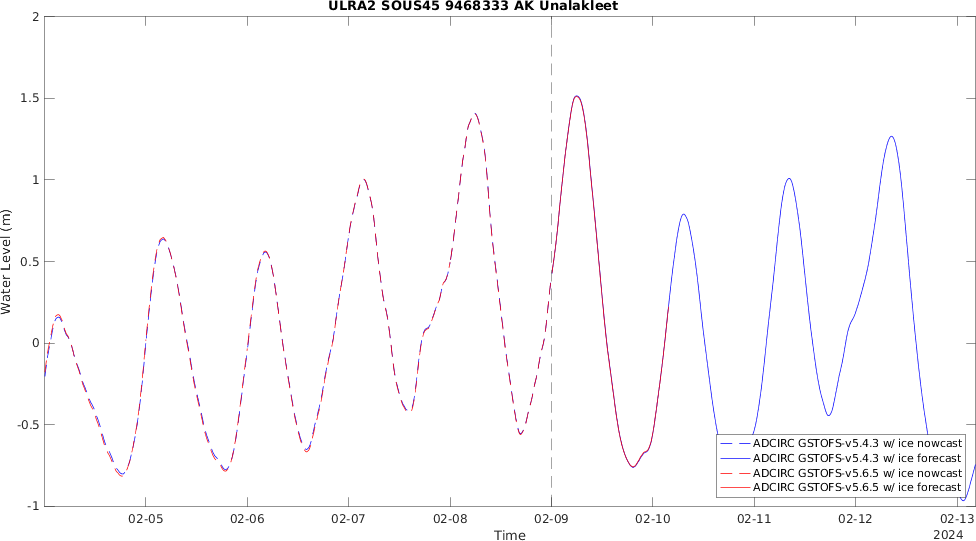 ULRA2 SOUS45 9468333 AK Unalakleet
Water Level (m)
2
1.5
1
0.5
0
-0.5
-1
02-05 02-06 02-07 02-08 02-09 02-10 02-11 02-12 02-13
2024
Time
ADCIRC GSTOFS-v5.4.3 w/ ice nowcast
ADCIRC GSTOFS-v5.4.3 w/ ice forecast
ADCIRC GSTOFS-v5.6.5 w/ ice nowcast
ADCIRC GSTOFS-v5.6.5 w/ ice forecast